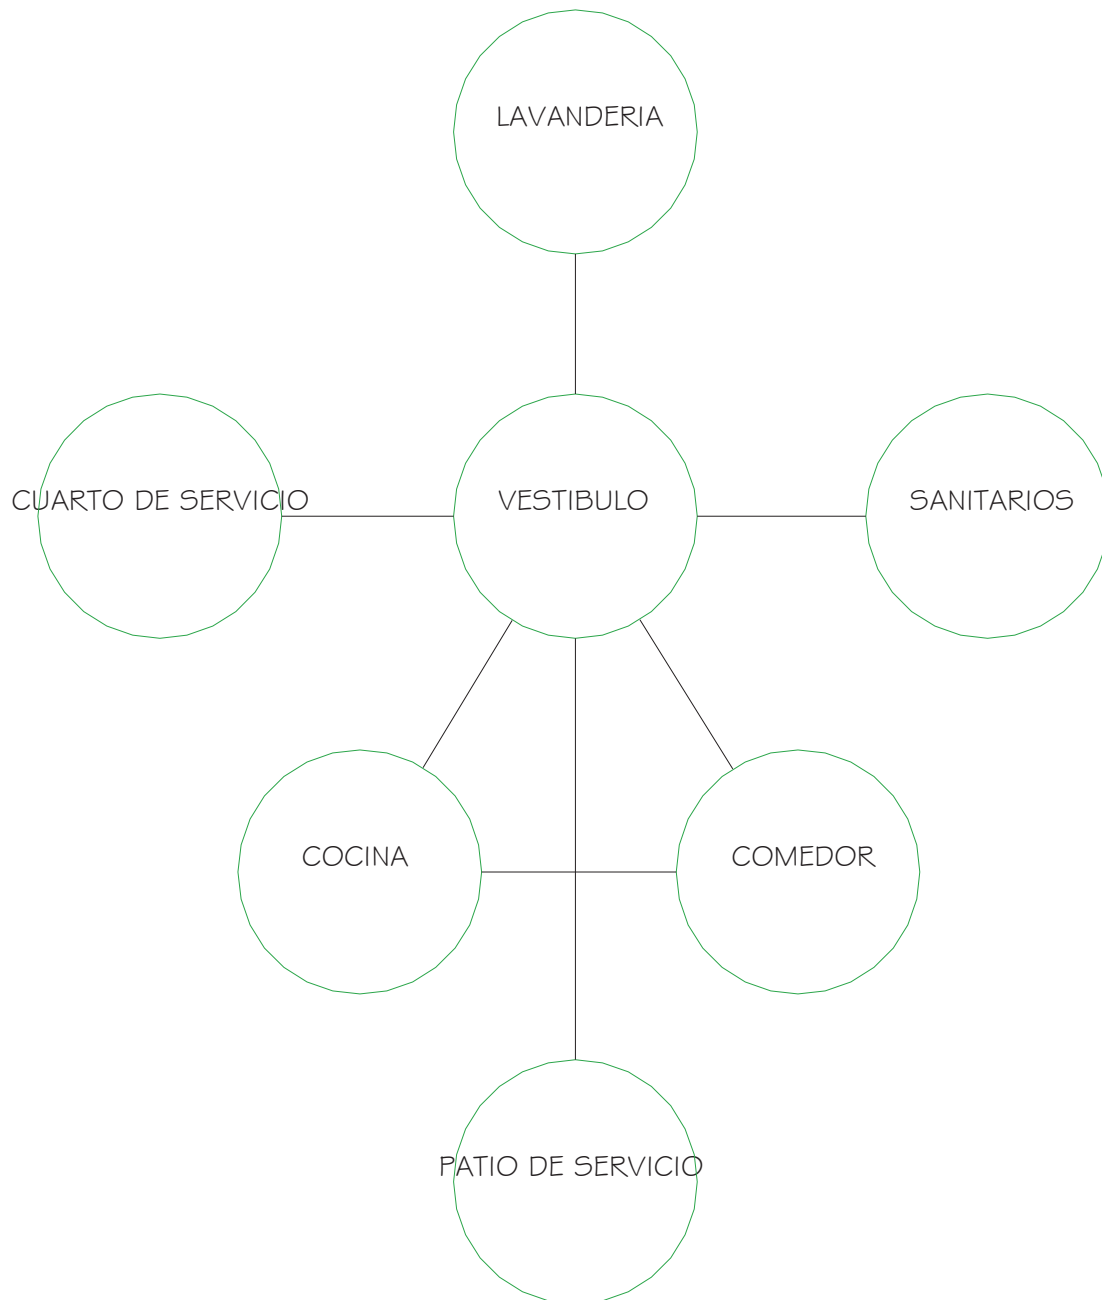 LAVANDERIA
CUARTO DE SERVICIO
VESTIBULO
SANITARIOS
COCINA
COMEDOR
PATIO DE SERVICIO